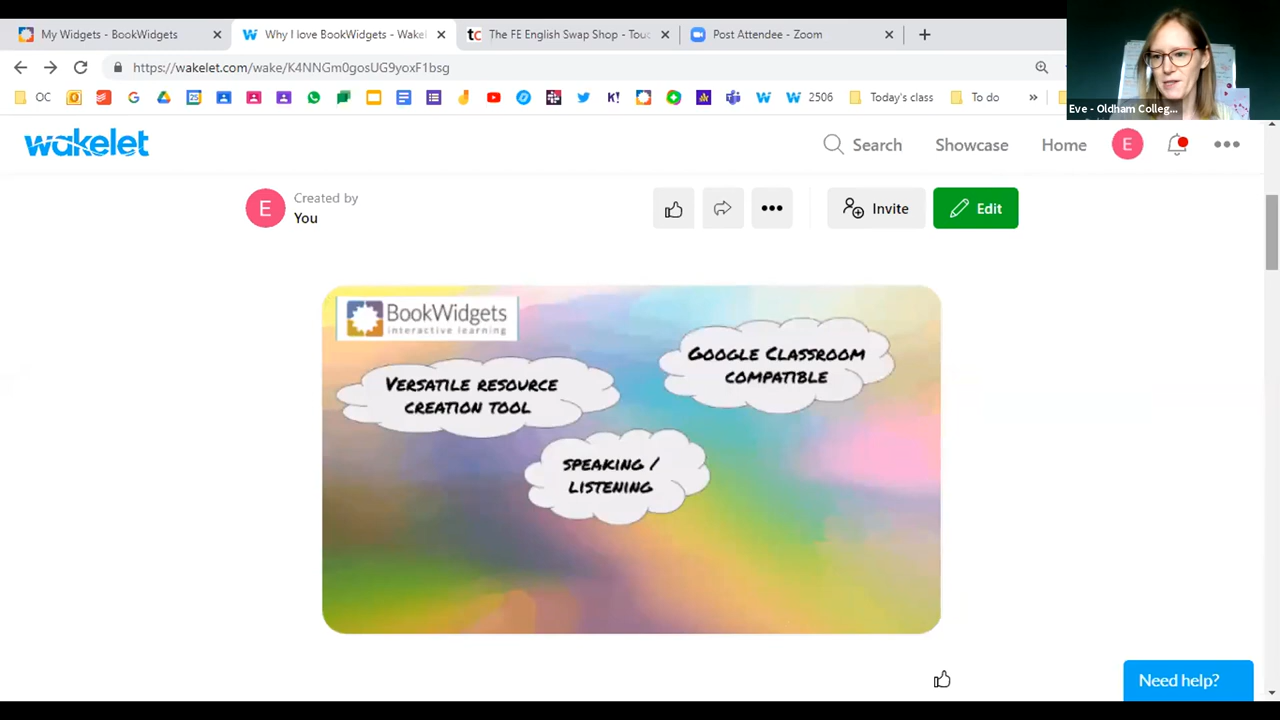 My Widgets - BookWidgets
Why I love BookWidgets - Wakel
The FE English Swap Shop - Touc
Post Attendee - Zoom
https://wakelet.com/wake/K4NNGm0gosUG9yoxF1bsg
OC
2506
Today's class
To do
Eve - Oldham Colleg...
wakelet
Search
Showcase
Home
E
E
Created by
You
Invite
Edit
BookWidgets
interactive learning
GOOGLE CLASSROOM
COMPATIBLE
VERSATILE RESOURCE
CREATION TOOL
SPEAKING /
LISTENING
Need help?